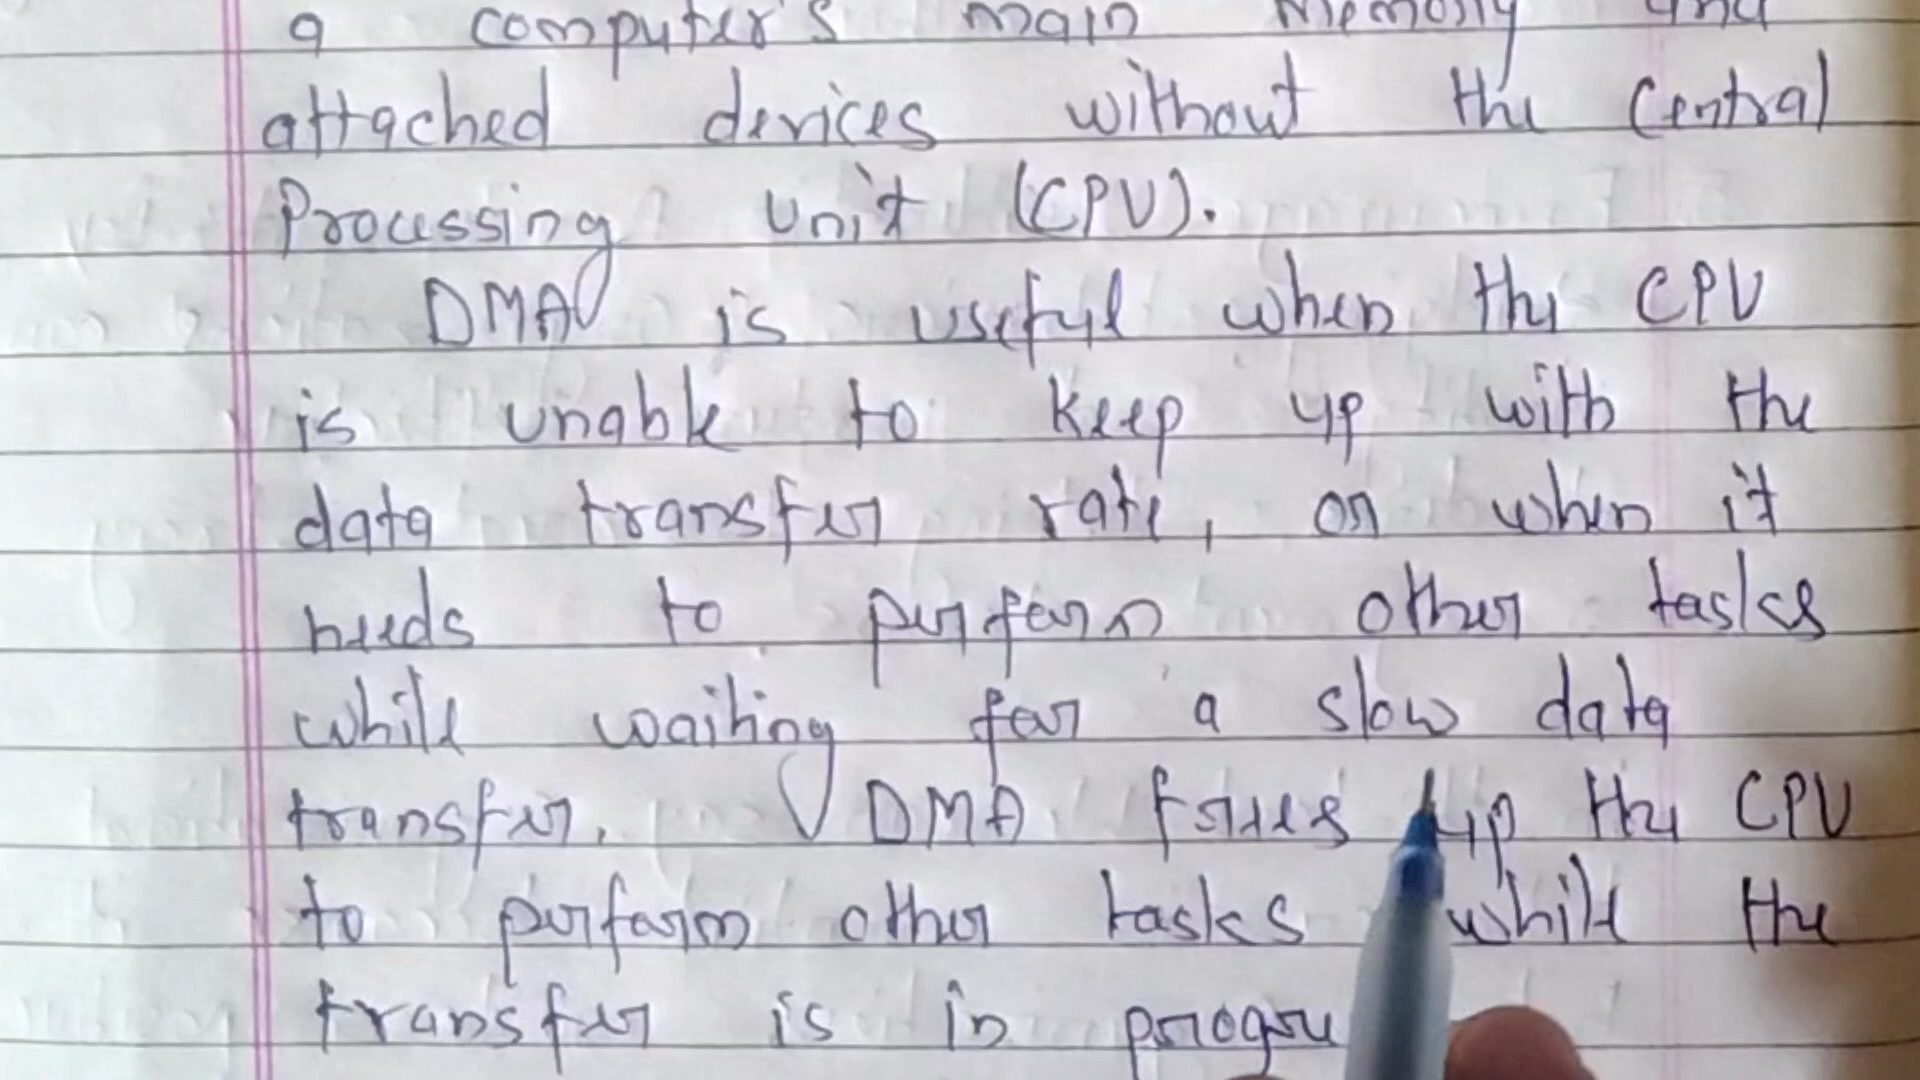 a computer's main memory and
attached devices without the Central
Processing Unit (CPU).
DMA is useful when the CPU
is unable to keep up with the
data transfer rate, or when it
needs to perform other tasks
while waiting for a slow data
transfer. DMA frees up the CPU
to perform other tasks while the
transfer is in